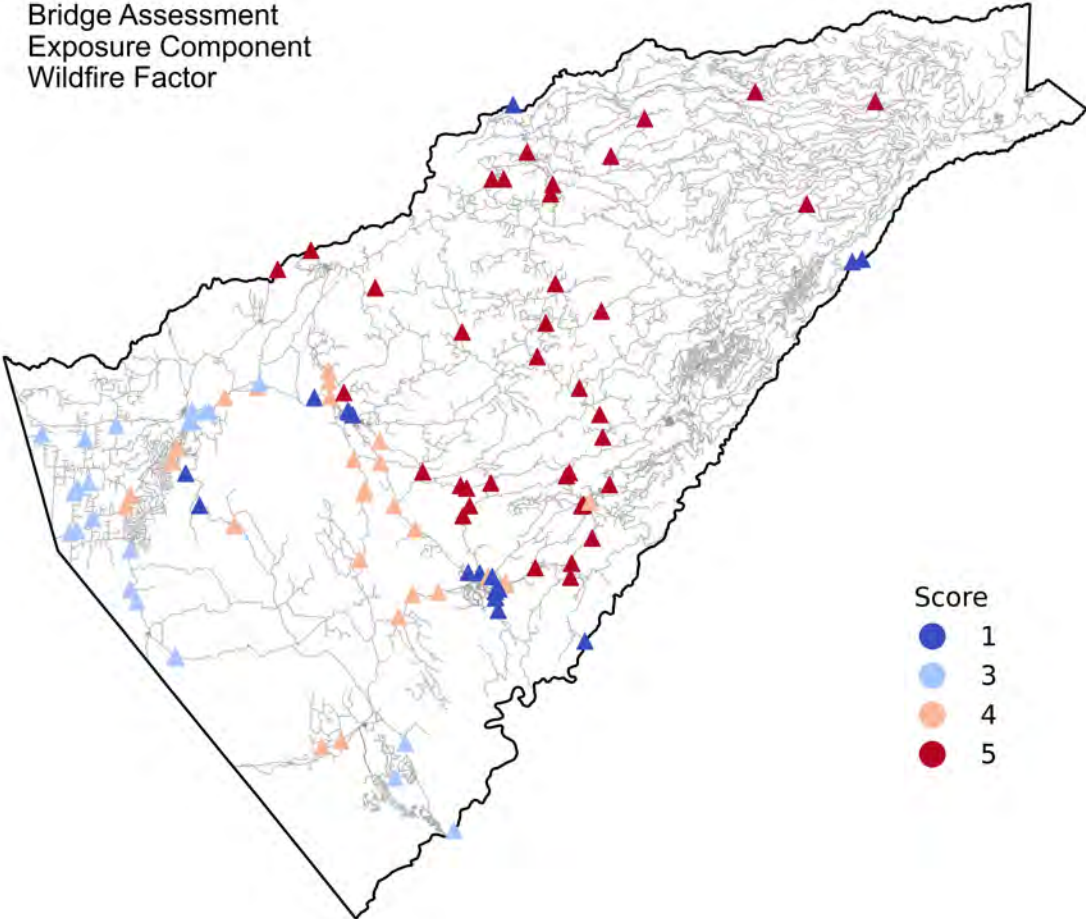 Bridge Assessment
Exposure Component
Wildfire Factor
Score
1
3
4
5